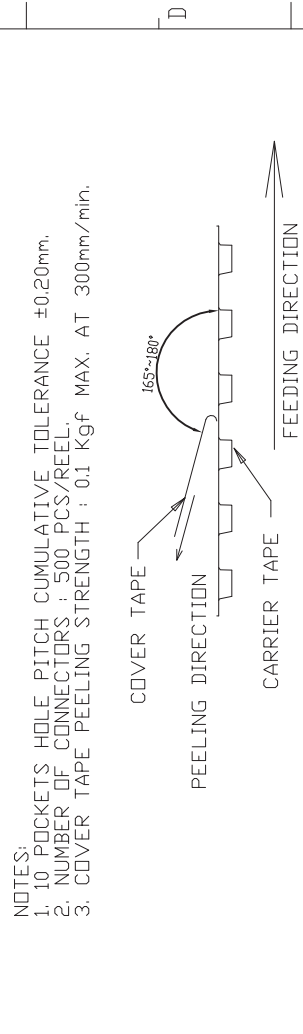 NOTES:
1. 10 POCKETS HOLE PITCH CUMULATIVE TOLERANCE ±0.20mm.
2. NUMBER OF CONNECTORS : 500 PCS/REEL.
3. COVER TAPE PEELING STRENGTH : 0.1 Kgf MAX. AT 300mm/min.
COVER TAPE
165°~180°
PEELING DIRECTION
CARRIER TAPE
FEEDING DIRECTION
D